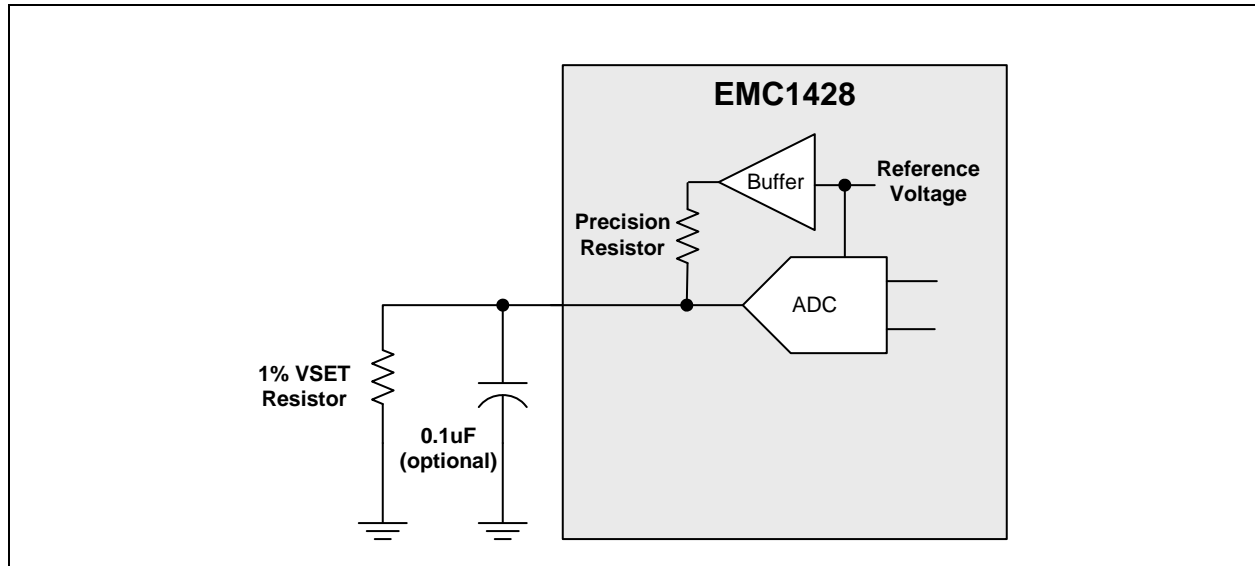 EMC1428
Buffer
Reference
Voltage
Precision
Resistor
ADC
1% VSET
Resistor
0.1uF
(optional)